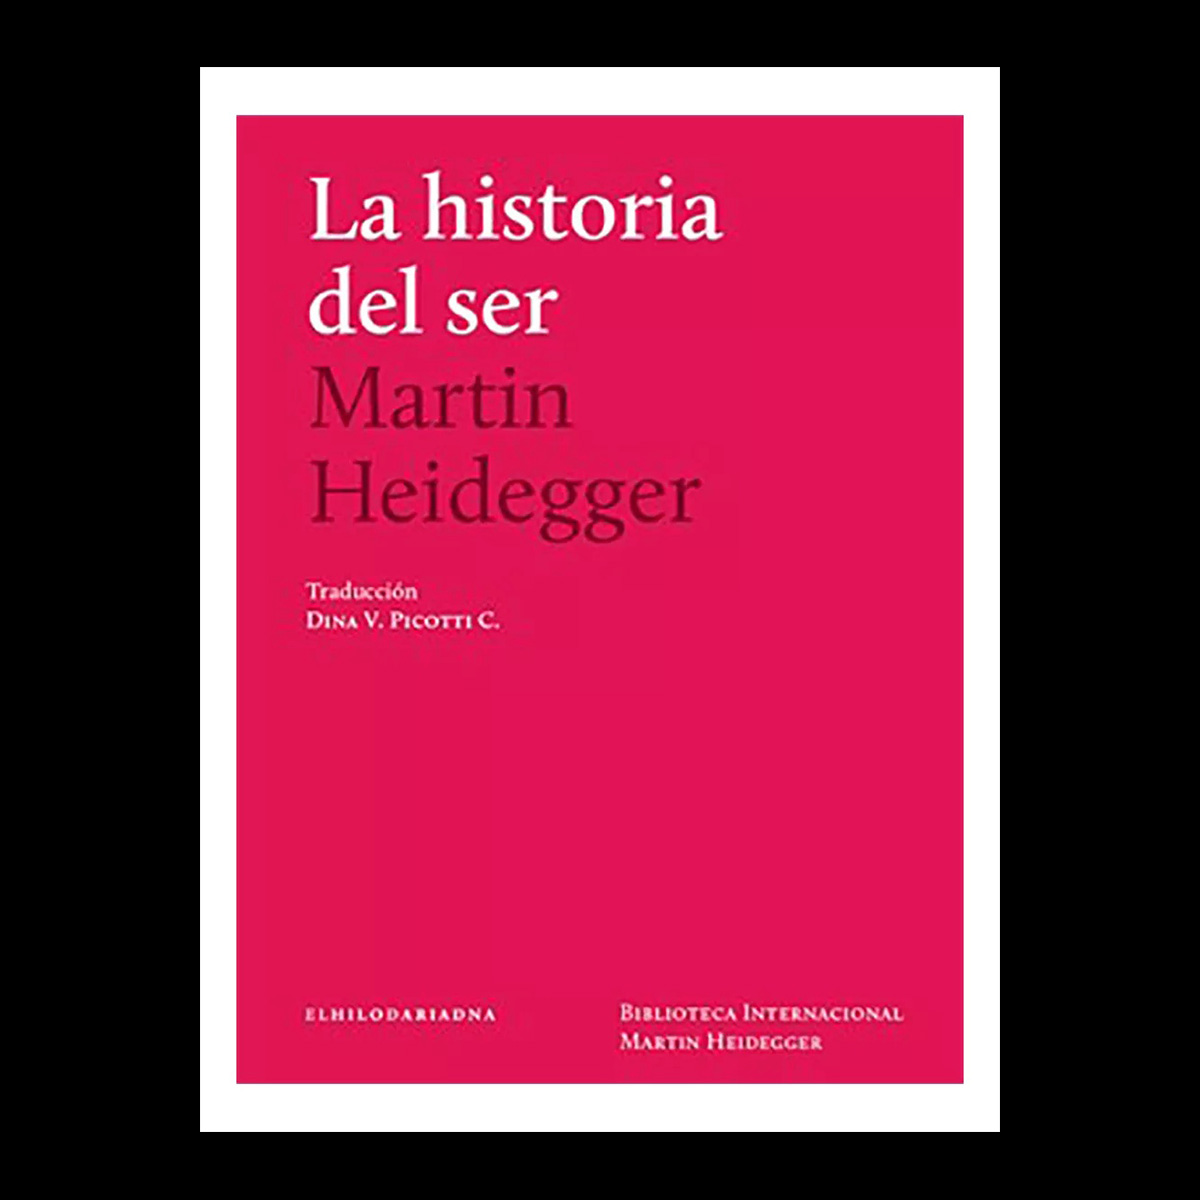 La historia
del ser
Martin
Heidegger
Traducción
DINA V. PICOTTI C.
ELHILODARIADNA
BIBLIOTECA INTERNACIONAL
MARTIN HEIDEGGER